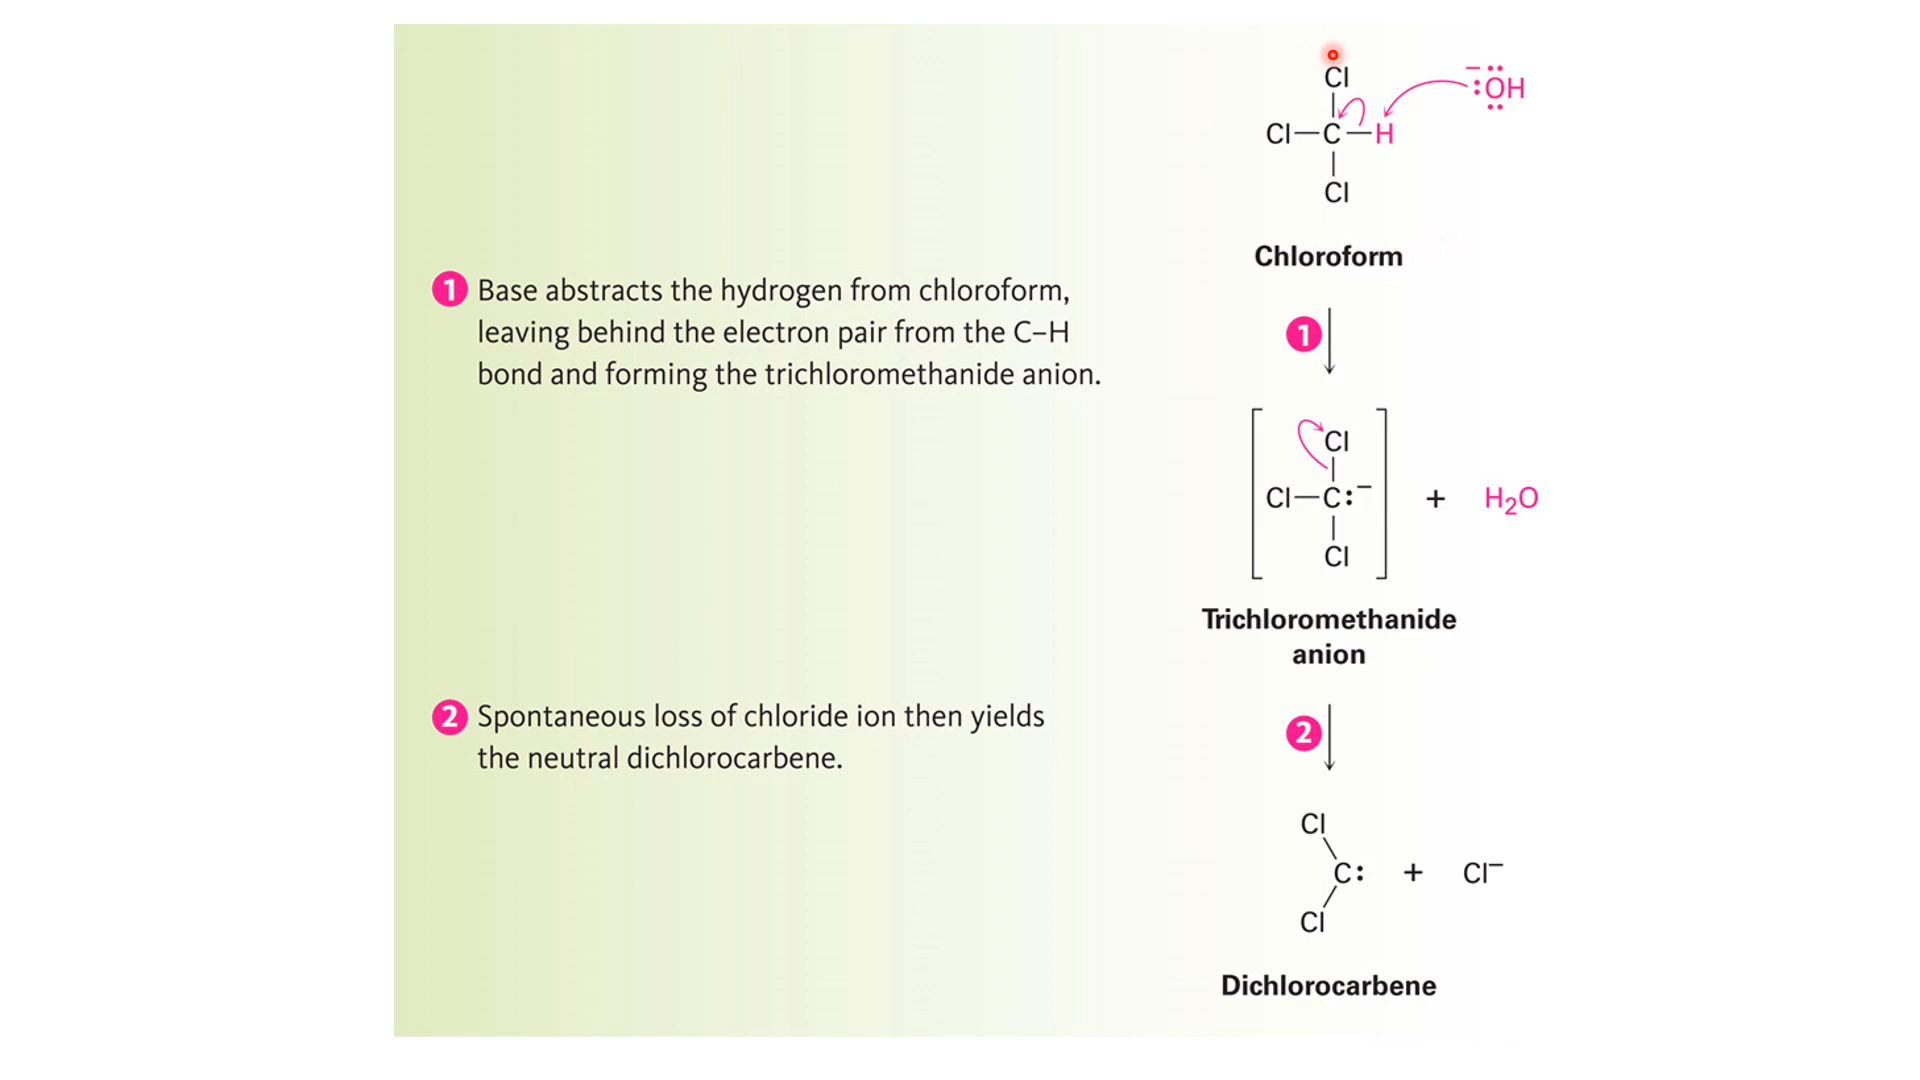 Cl
:ÖH
Cl—C—H
Cl
Chloroform
1 Base abstracts the hydrogen from chloroform,
leaving behind the electron pair from the C–H
bond and forming the trichloromethanide anion.
1
Cl
Cl—C:⁻ + H₂O
Cl
Trichloromethanide
anion
2 Spontaneous loss of chloride ion then yields
the neutral dichlorocarbene.
2
Cl
C: + Cl⁻
Cl
Dichlorocarbene